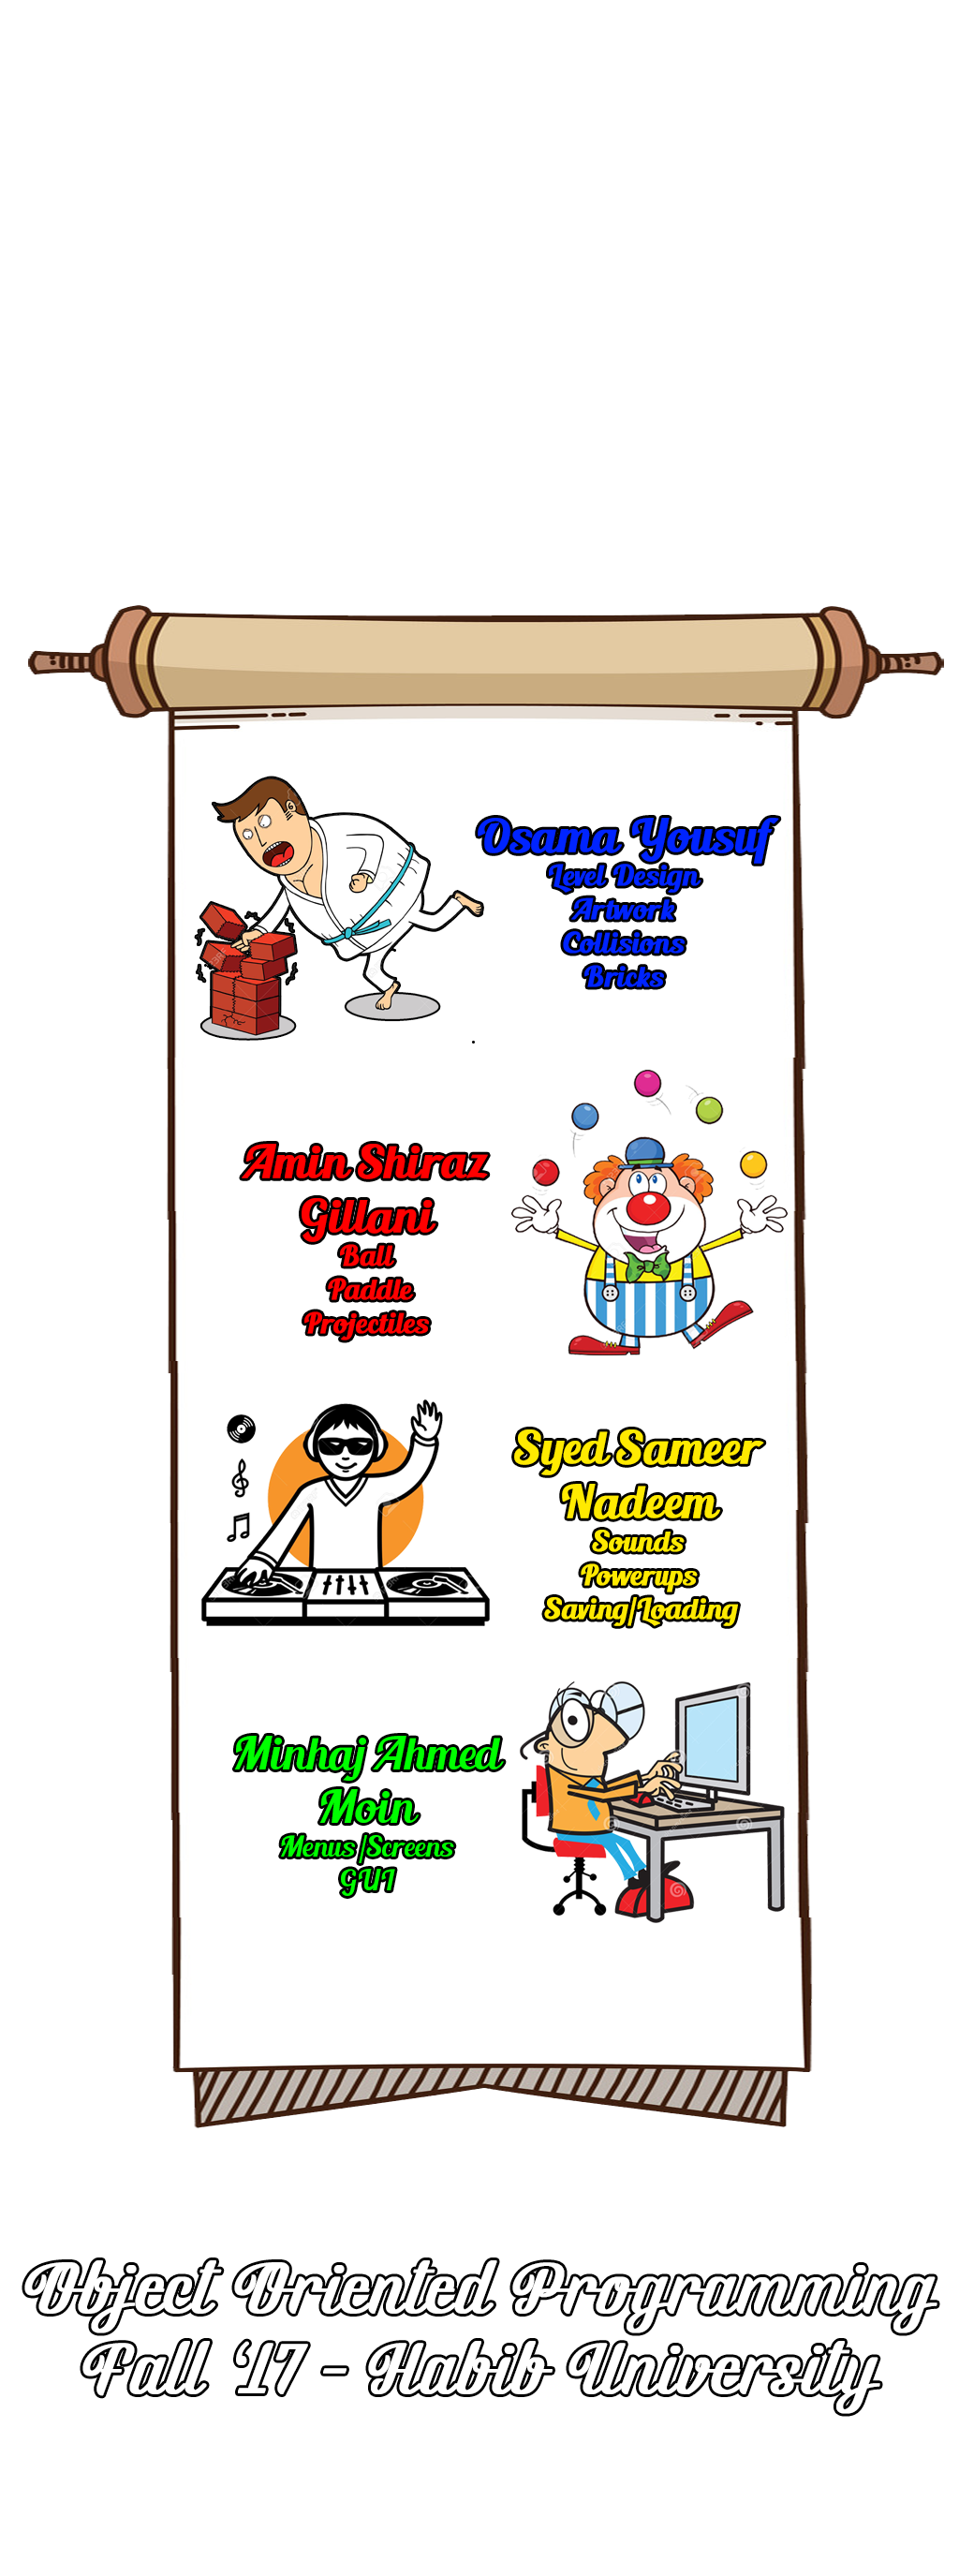 Osama Yousuf
Level Design
Artwork
Collisions
Bricks
Amin Shiraz
Gillani
Ball
Paddle
Projectiles
Syed Sameer
Nadeem
Sounds
Powerups
Saving/Loading
Minhaj Ahmed
Moin
Menus/Screens
GUI
Object Oriented Programming
Fall ‘17 - Habib University